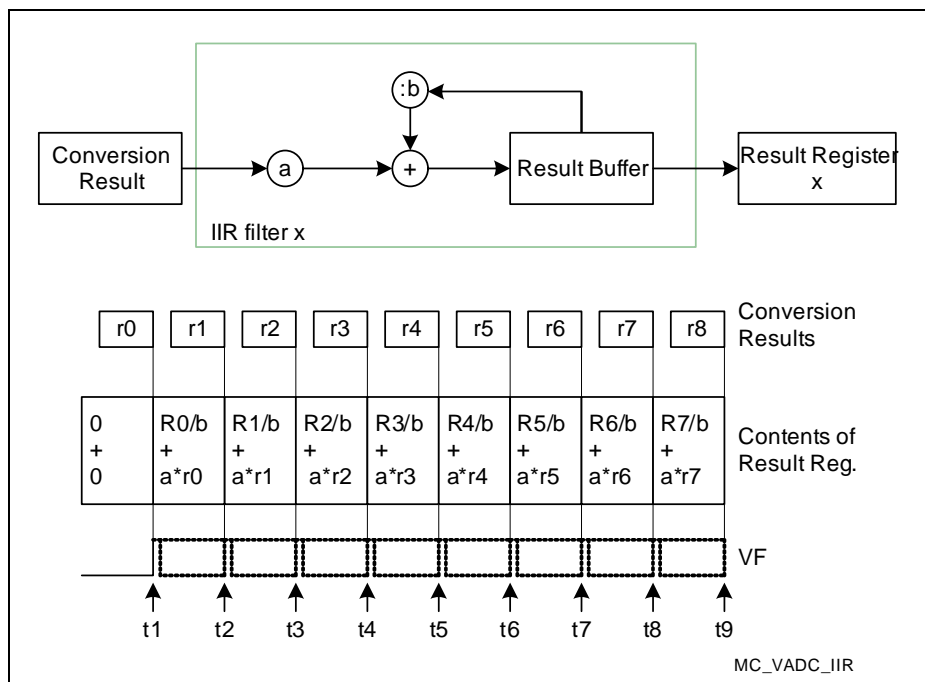 :b
Conversion
Result
a
+
Result Buffer
Result Register
x
IIR filter x
r0 r1 r2 r3 r4 r5 r6 r7 r8
Conversion
Results
0 R0/b R1/b R2/b R3/b R4/b R5/b R6/b R7/b
+ + + + + + + + +
0 a*r0 a*r1 a*r2 a*r3 a*r4 a*r5 a*r6 a*r7
Contents of
Result Reg.
VF
t1 t2 t3 t4 t5 t6 t7 t8 t9
MC_VADC_IIR